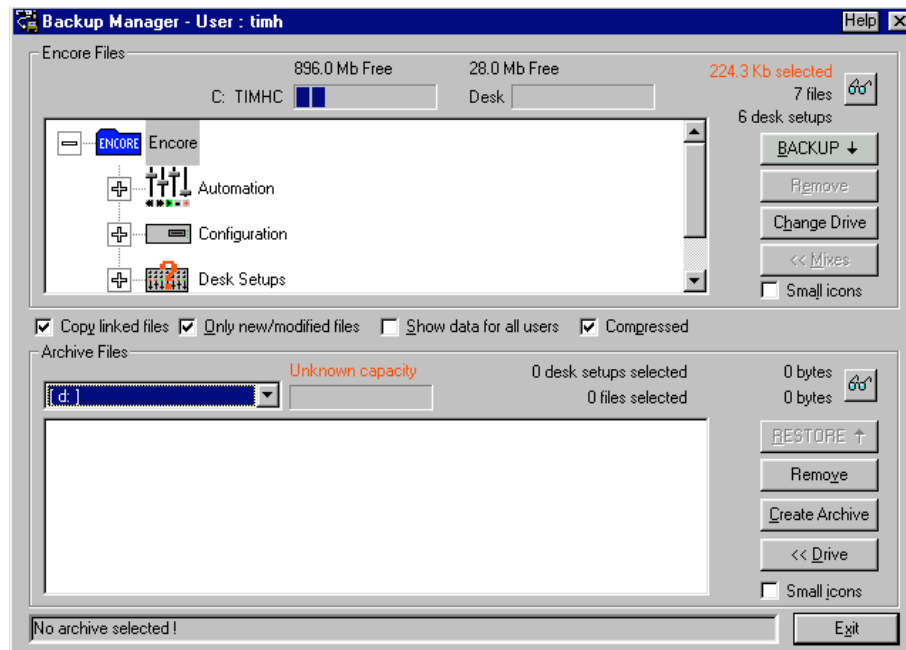 Backup Manager - User : timh
Help
Encore Files
896.0 Mb Free
28.0 Mb Free
224.3 Kb selected
C: TIMHC
Desk
7 files
6 desk setups
ENCORE Encore
Automation
Configuration
Desk Setups
BACKUP
Remove
Change Drive
<< Mixes
Small icons
Copy linked files
Only new/modified files
Show data for all users
Compressed
Archive Files
Unknown capacity
0 desk setups selected
0 bytes
[ d: ]
0 files selected
0 bytes
RESTORE
Remove
Create Archive
<< Drive
Small icons
No archive selected !
Exit